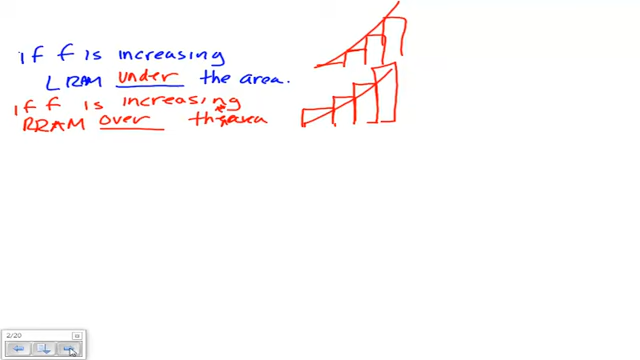 if f is increasing
LRAM under the area.
if f is increasing
RRAM over the area
2/20